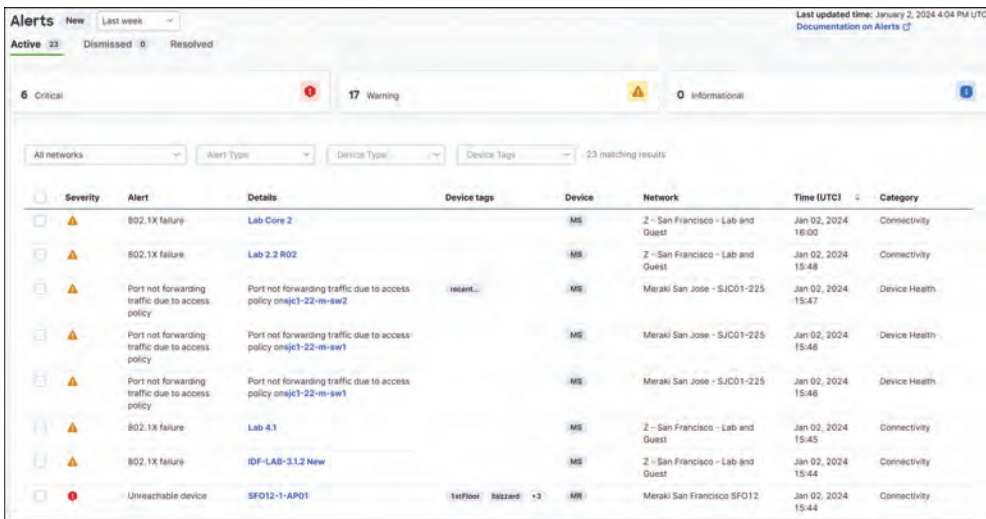 Alerts New Last week
Last updated time: January 2, 2024 4:04 PM UTC
Documentation on Alerts
Active 23 Dismissed 0 Resolved
6 Critical
17 Warning
0 Informational
All networks Alert Type Device Type Device Tags 23 matching results
Severity Alert Details Device tags Device Network Time (UTC) Category
802.1X failure Lab Core 2 MS Z - San Francisco - Lab and Jan 02, 2024 Connectivity
Guest 16:00
802.1X failure Lab 2.2 R02 MS Z - San Francisco - Lab and Jan 02, 2024 Connectivity
Guest 15:48
Port not forwarding Port not forwarding traffic due to access recent... MS Meraki San Jose - SJC01-225 Jan 02, 2024 Device Health
traffic due to access policy onsjc1-22-m-sw2 15:47
policy
Port not forwarding Port not forwarding traffic due to access MS Meraki San Jose - SJC01-225 Jan 02, 2024 Device Health
traffic due to access policy onsjc1-22-m-sw1 15:46
policy
Port not forwarding Port not forwarding traffic due to access MS Meraki San Jose - SJC01-225 Jan 02, 2024 Device Health
traffic due to access policy onsjc1-22-m-sw1 15:46
policy
802.1X failure Lab 4.1 MS Z - San Francisco - Lab and Jan 02, 2024 Connectivity
Guest 15:45
802.1X failure IDF-LAB-3.1.2 New MS Z - San Francisco - Lab and Jan 02, 2024 Connectivity
Guest 15:44
Unreachable device SFO12-1-AP01 1stFloor +3 MR Meraki San Francisco SFO12 Jan 02, 2024 Connectivity
15:44